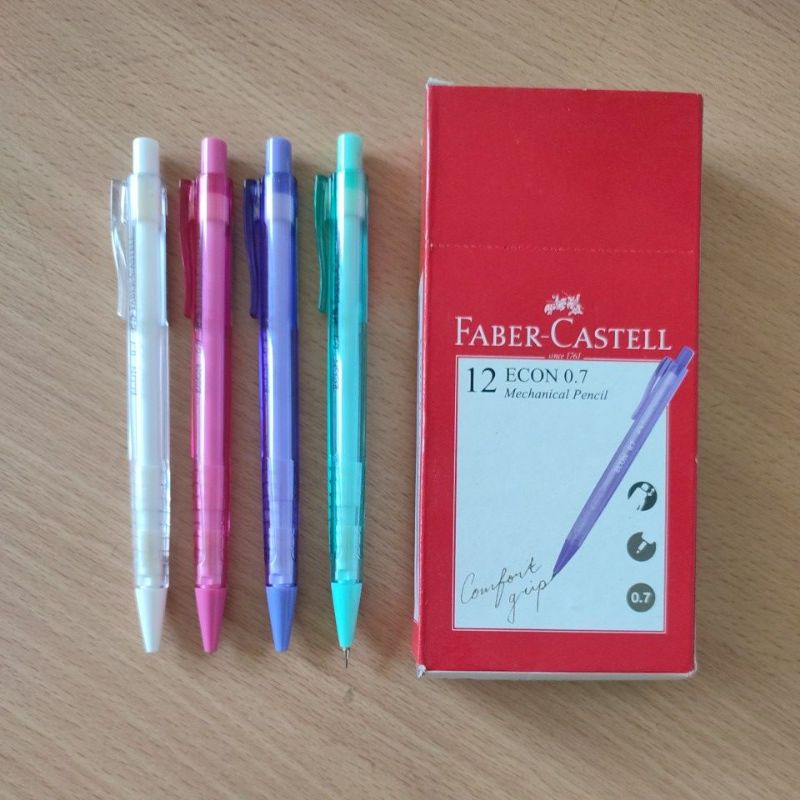 FABER-CASTELL
since 1761
12 ECON 0.7
Mechanical Pencil
Comfort
grip
0.7